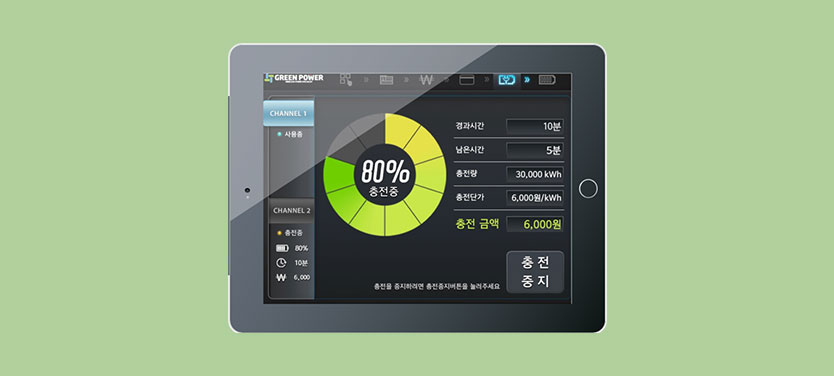 GREEN POWER
CHANNEL 1
사용중
CHANNEL 2
충전중
80%
10분
₩ 6,000
80%
충전중
경과시간 10분
남은시간 5분
충전량 30,000 kWh
충전단가 6,000원/kWh
충전 금액 6,000원
충전을 중지하려면 충전중지버튼을 눌러주세요
충전
중지